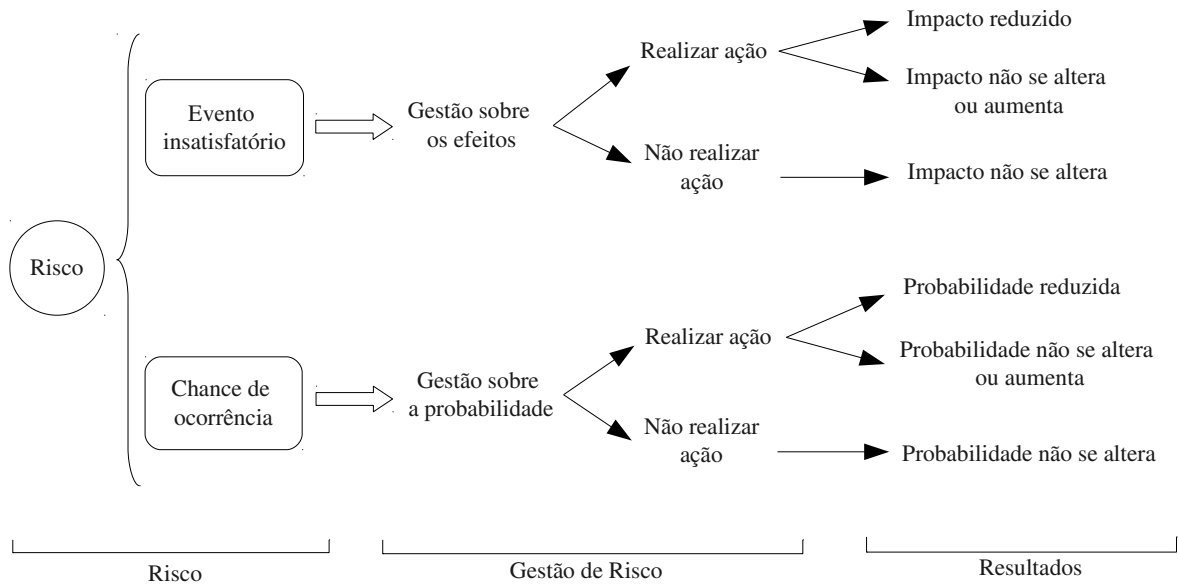 Risco
Evento
insatisfatório
Gestão sobre
os efeitos
Realizar ação
Impacto reduzido
Impacto não se altera
ou aumenta
Não realizar
ação
Impacto não se altera
Chance de
ocorrência
Gestão sobre
a probabilidade
Realizar ação
Probabilidade reduzida
Probabilidade não se altera
ou aumenta
Não realizar
ação
Probabilidade não se altera
Risco
Gestão de Risco
Resultados